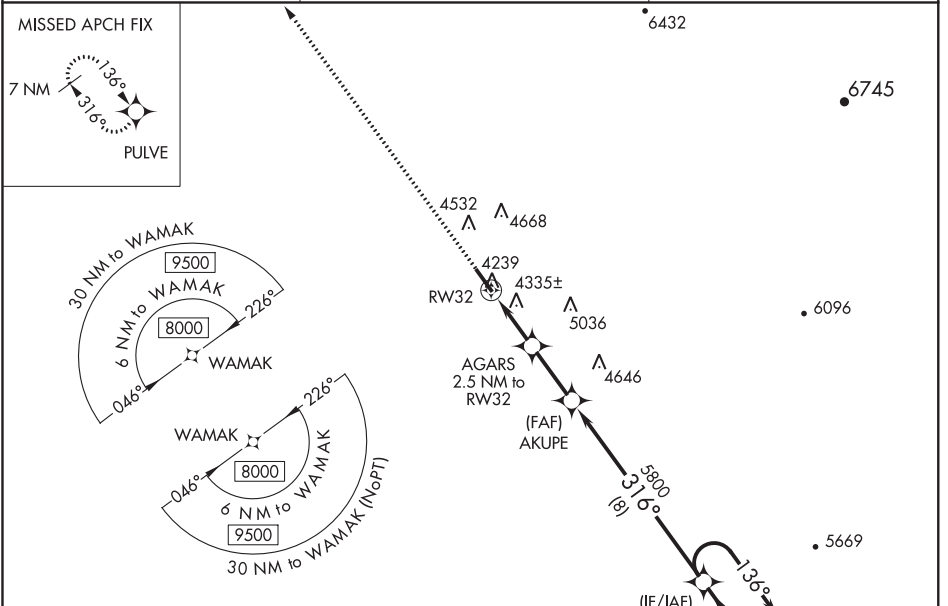 MISSED APCH FIX
136°
7 NM
316°
PULVE
6432
6745
4532
4668
4239
4335±
RW32
5036
6096
30 NM to WAMAK
9500
6 NM to WAMAK
226°
8000
WAMAK
046°
AGARS
2.5 NM to
RW32
4646
226°
WAMAK
(FAF)
AKUPE
046°
8000
6 NM to WAMAK
9500
30 NM to WAMAK (NoPT)
5800
316°
(8)
5669
136°
(IF/IAF)